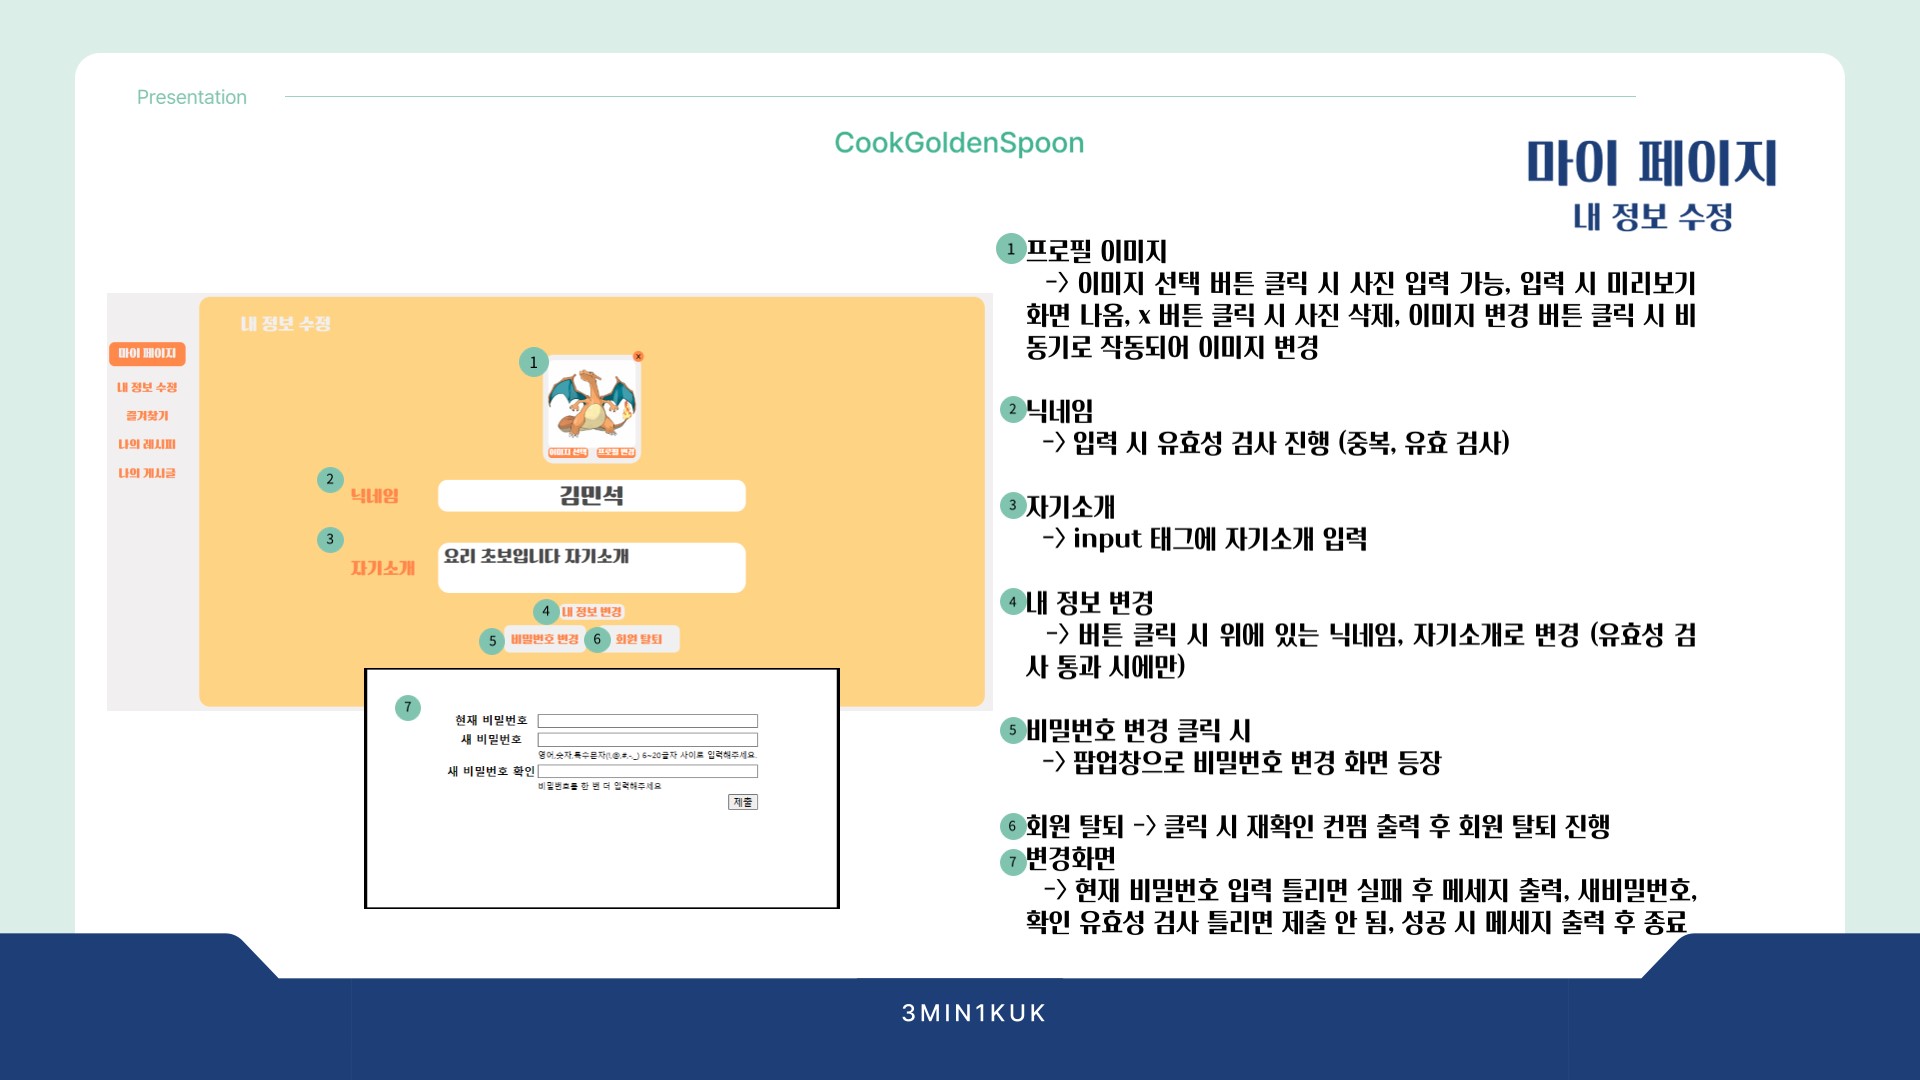 Presentation
CookGoldenSpoon
마이 페이지
내 정보 수정
내 정보 수정
마이 페이지
내 정보 수정
즐겨찾기
나의 레시피
나의 게시글
1
x
이미지 선택 프로필 변경
2
닉네임 김민석
3
자기소개 요리 초보입니다 자기소개
4 내 정보 변경
5 비밀번호 변경 6 회원 탈퇴
7
현재 비밀번호
새 비밀번호
영어,숫자,특수문자(!,@,#,-,_) 6~20글자 사이로 입력해주세요.
새 비밀번호 확인
비밀번호를 한 번 더 입력해주세요
제출
1 프로필 이미지
-> 이미지 선택 버튼 클릭 시 사진 입력 가능, 입력 시 미리보기
화면 나옴, x 버튼 클릭 시 사진 삭제, 이미지 변경 버튼 클릭 시 비
동기로 작동되어 이미지 변경
2 닉네임
-> 입력 시 유효성 검사 진행 (중복, 유효 검사)
3 자기소개
-> input 태그에 자기소개 입력
4 내 정보 변경
-> 버튼 클릭 시 위에 있는 닉네임, 자기소개로 변경 (유효성 검
사 통과 시에만)
5 비밀번호 변경 클릭 시
-> 팝업창으로 비밀번호 변경 화면 등장
6 회원 탈퇴 -> 클릭 시 재확인 컨펌 출력 후 회원 탈퇴 진행
7 변경화면
-> 현재 비밀번호 입력 틀리면 실패 후 메세지 출력, 새비밀번호,
확인 유효성 검사 틀리면 제출 안 됨, 성공 시 메세지 출력 후 종료
3MIN1KUK